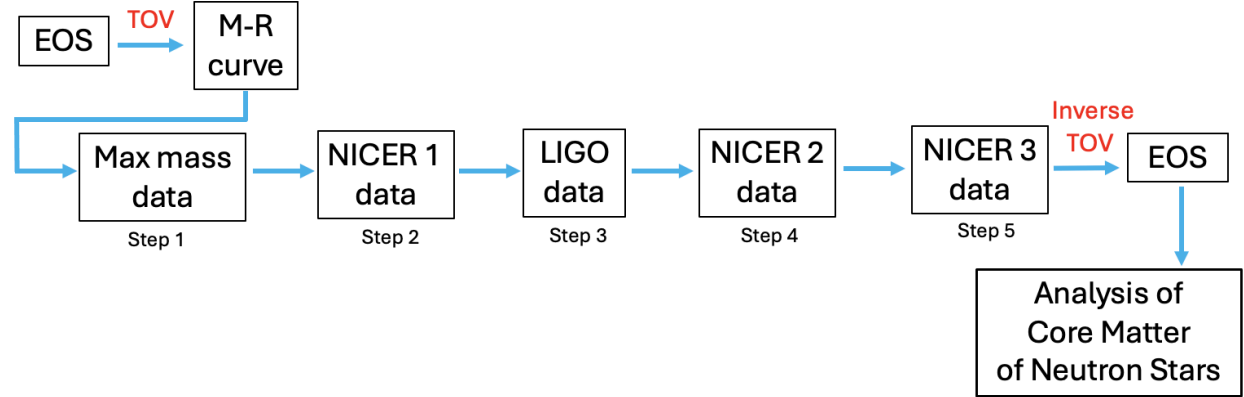 EOS
TOV
M-R
curve
Max mass
data
Step 1
NICER 1
data
Step 2
LIGO
data
Step 3
NICER 2
data
Step 4
NICER 3
data
Step 5
Inverse
TOV
EOS
Analysis of
Core Matter
of Neutron Stars